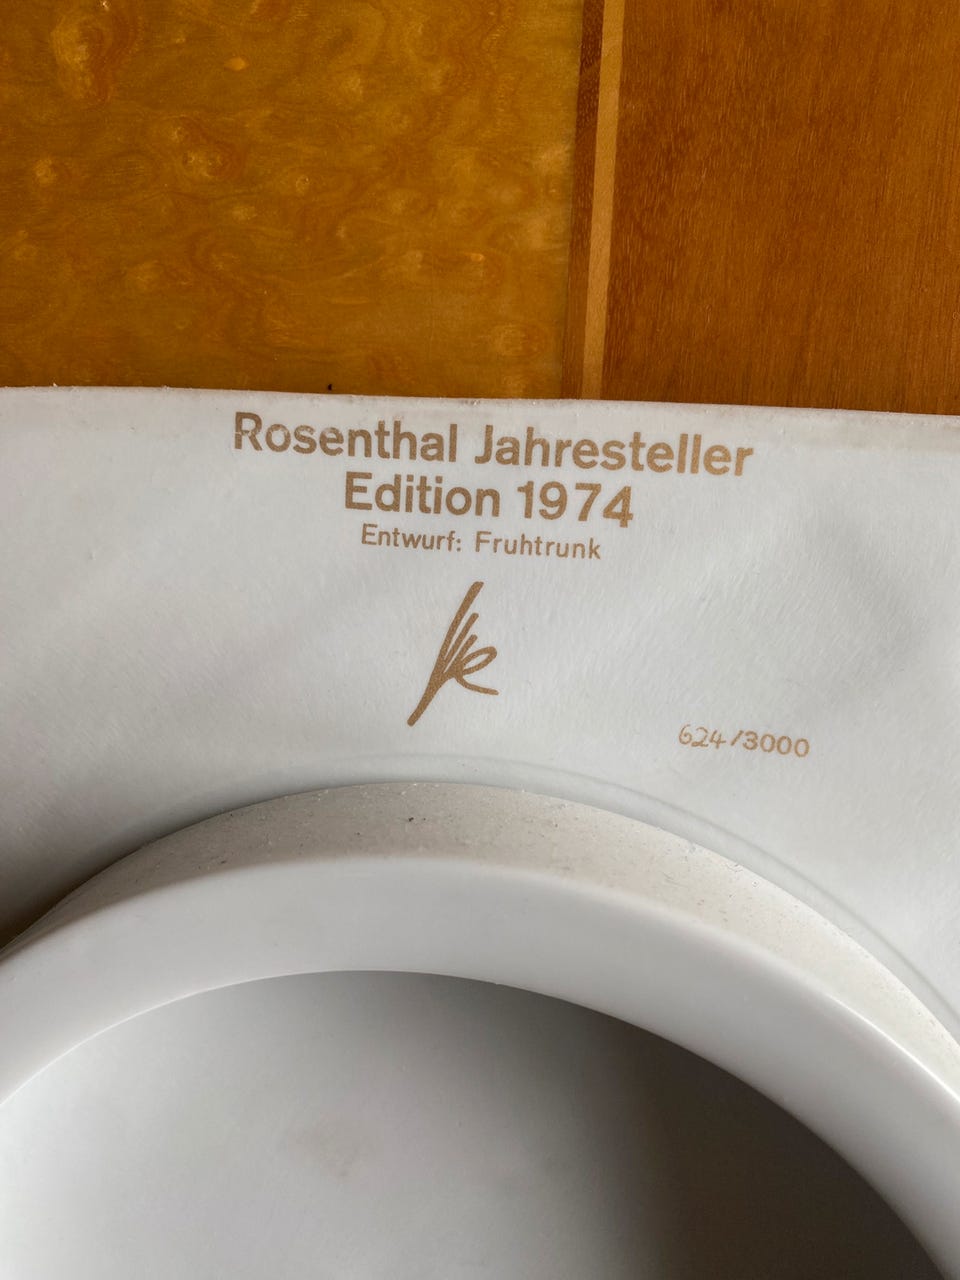 Rosenthal Jahresteller
Edition 1974
Entwurf: Fruhtrunk
624/3000